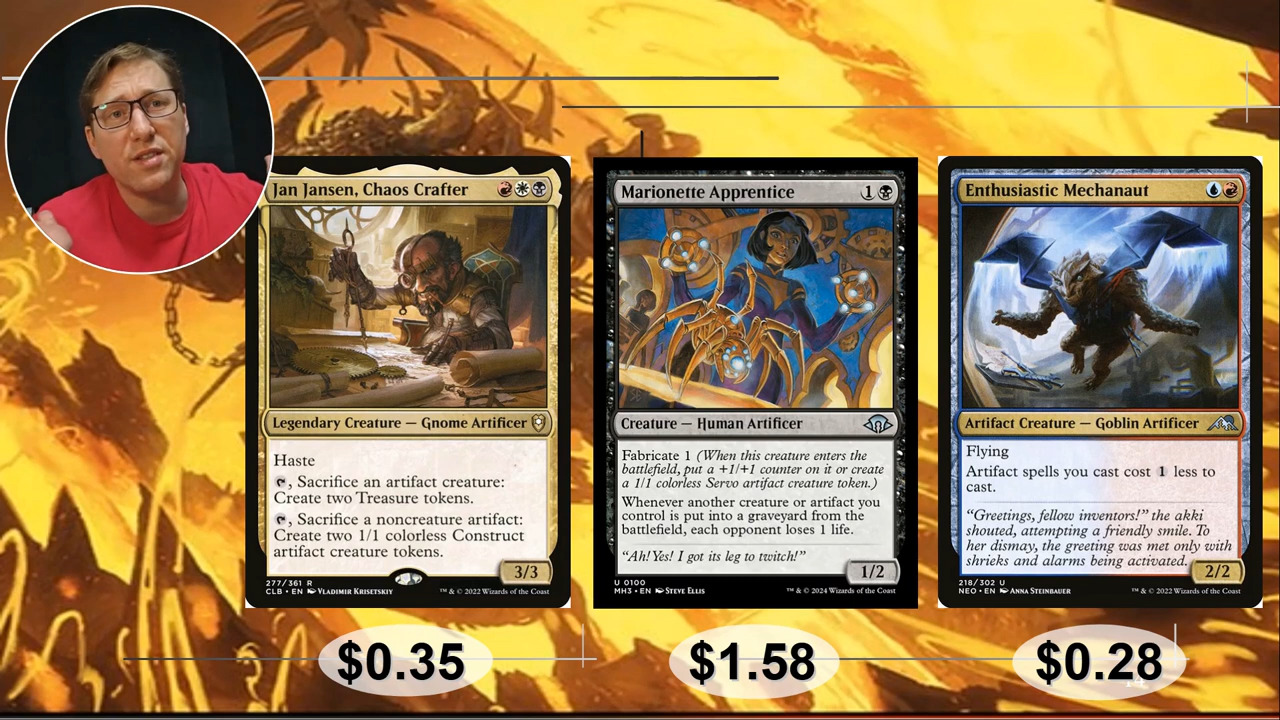 Jan Jansen, Chaos Crafter
Legendary Creature — Gnome Artificer
Haste
, Sacrifice an artifact creature:
Create two Treasure tokens.
, Sacrifice a noncreature artifact:
Create two 1/1 colorless Construct
artifact creature tokens.
3/3
277/361 R
CLB • EN Vladimir Krisetskiy
™ & © 2022 Wizards of the Coast
$0.35
Marionette Apprentice 1
Creature — Human Artificer
Fabricate 1 (When this creature enters the
battlefield, put a +1/+1 counter on it or create
a 1/1 colorless Servo artifact creature token.)
Whenever another creature or artifact you
control is put into a graveyard from the
battlefield, each opponent loses 1 life.
“Ah! Yes! I got its leg to twitch!”
1/2
U 0100
MH3 • EN Steve Ellis
™ & © 2024 Wizards of the Coast
$1.58
Enthusiastic Mechanaut
Artifact Creature — Goblin Artificer
Flying
Artifact spells you cast cost 1 less to
cast.
“Greetings, fellow inventors!” the akki
shouted, attempting a friendly smile. To
her dismay, the greeting was met only with
shrieks and alarms being activated.
2/2
218/302 U
NEO • EN Anna Steinbauer
™ & © 2022 Wizards of the Coast
$0.28